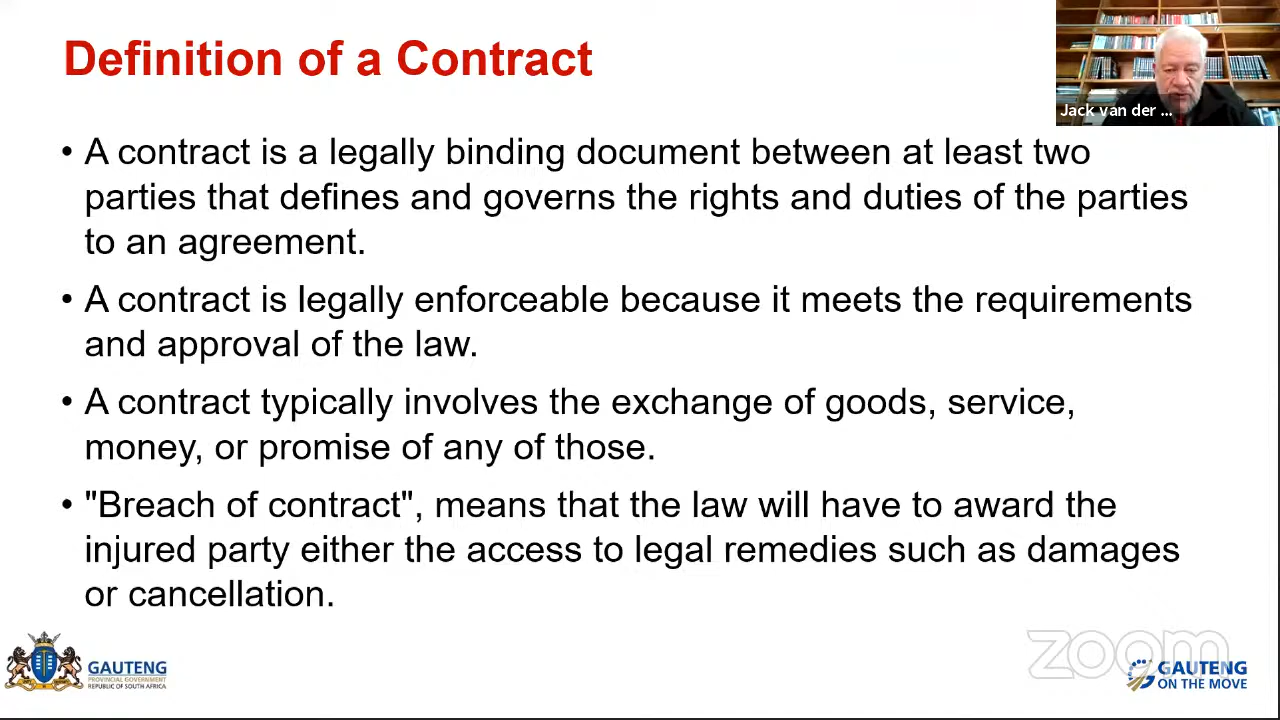 Definition of a Contract
Jack van der ...
• A contract is a legally binding document between at least two
parties that defines and governs the rights and duties of the parties
to an agreement.
• A contract is legally enforceable because it meets the requirements
and approval of the law.
• A contract typically involves the exchange of goods, service,
money, or promise of any of those.
• "Breach of contract", means that the law will have to award the
injured party either the access to legal remedies such as damages
or cancellation.
GAUTENG
PROVINCIAL GOVERNMENT
REPUBLIC OF SOUTH AFRICA
zoom
GAUTENG
ON THE MOVE